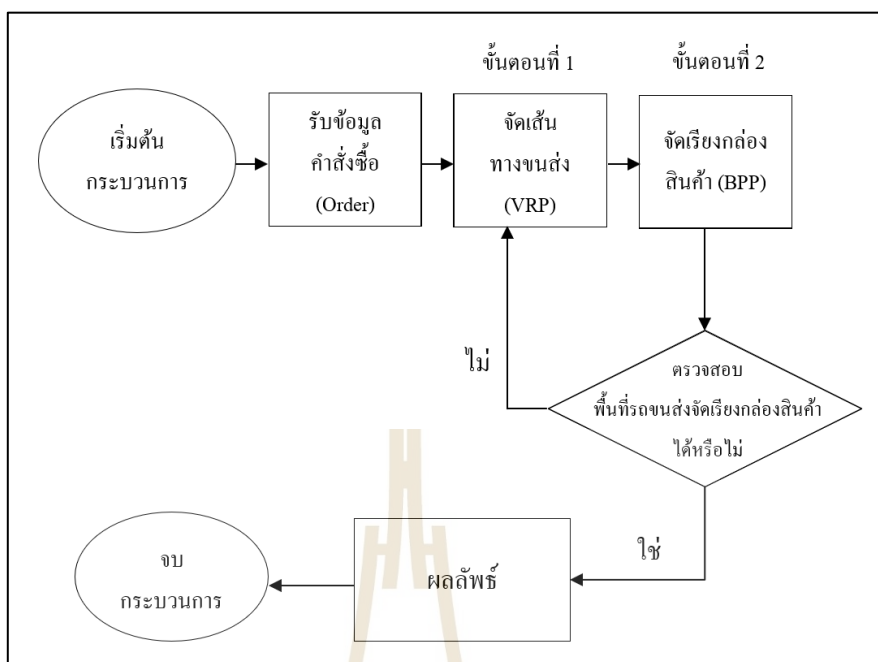 ขั้นตอนที่ 1
ขั้นตอนที่ 2
เริ่มต้น
กระบวนการ
รับข้อมูล
คำสั่งซื้อ
(Order)
จัดเส้น
ทางขนส่ง
(VRP)
จัดเรียงกล่อง
สินค้า (BPP)
ไม่
ตรวจสอบ
พื้นที่รถขนส่งจัดเรียงกล่องสินค้า
ได้หรือไม่
ใช่
ผลลัพธ์
จบ
กระบวนการ